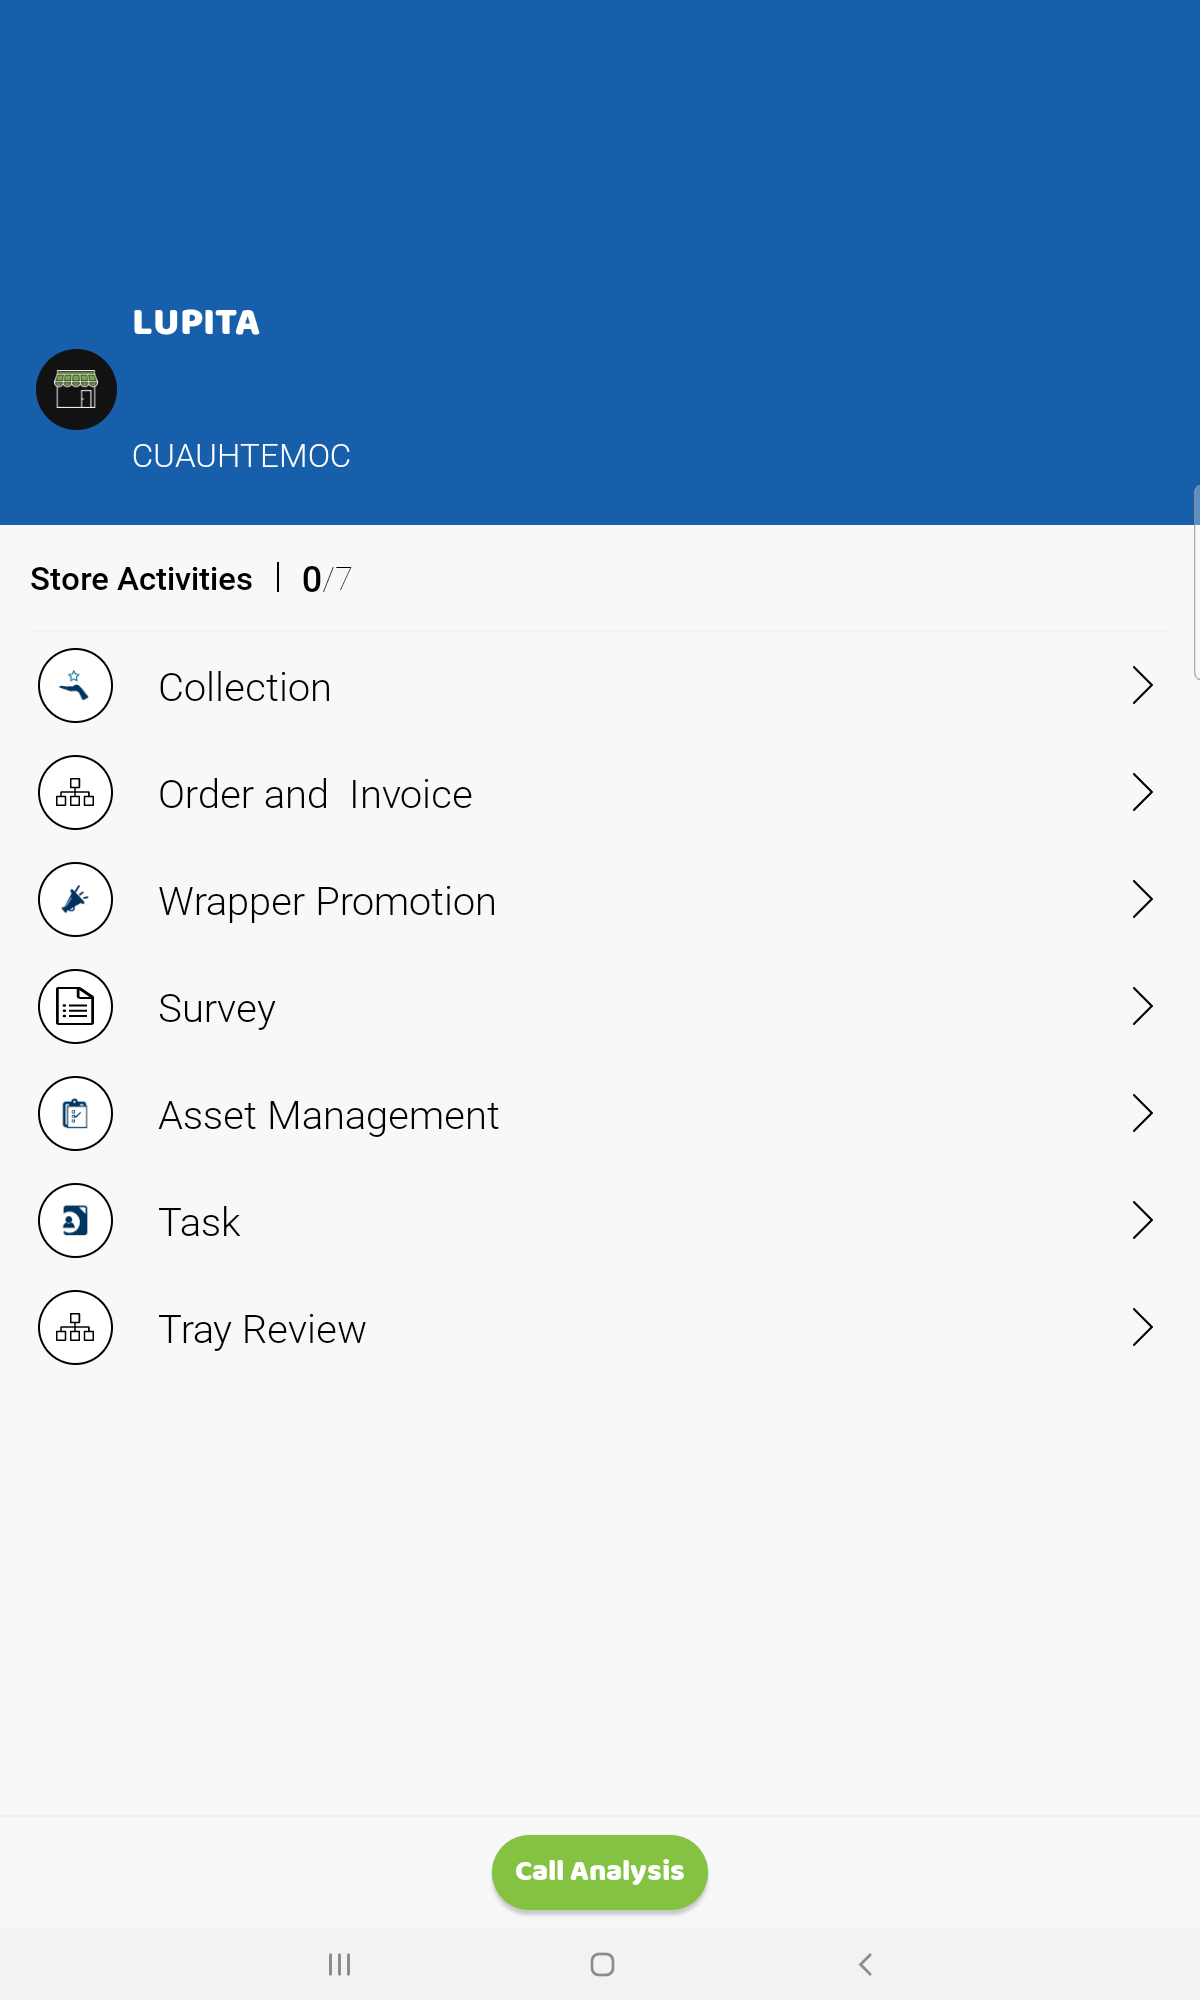 LUPITA
CUAUHTEMOC
Store Activities | 0/7
Collection
Order and  Invoice
Wrapper Promotion
Survey
Asset Management
Task
Tray Review
Call Analysis